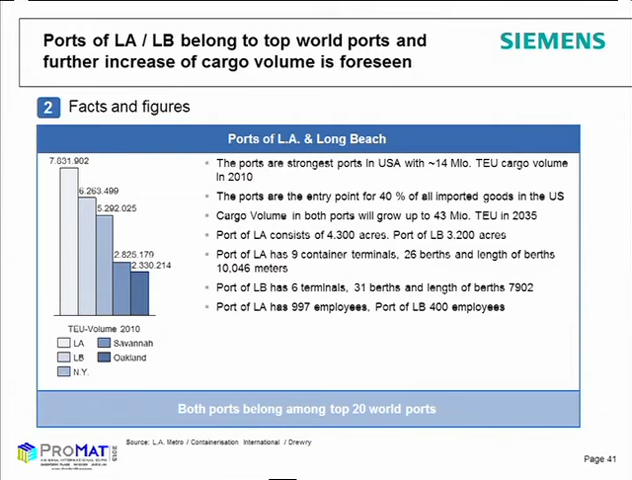 Ports of LA / LB belong to top world ports and
further increase of cargo volume is foreseen
SIEMENS
2 Facts and figures
Ports of L.A. & Long Beach
7.831.902
6.263.499
5.292.025
2.825.179
2.330.214
TEU-Volume 2010
LA
Savannah
LB
Oakland
N.Y.
▪ The ports are strongest ports in USA with ~14 Mio. TEU cargo volume
in 2010
▪ The ports are the entry point for 40 % of all imported goods in the US
▪ Cargo Volume in both ports will grow up to 43 Mio. TEU in 2035
▪ Port of LA consists of 4.300 acres. Port of LB 3.200 acres
▪ Port of LA has 9 container terminals, 26 berths and length of berths
10.046 meters
▪ Port of LB has 6 terminals, 31 berths and length of berths 7902
▪ Port of LA has 997 employees, Port of LB 400 employees
Both ports belong among top 20 world ports
PROMAT 2013
Source: L.A. Metro / Containerisation International / Drewry
Page 41